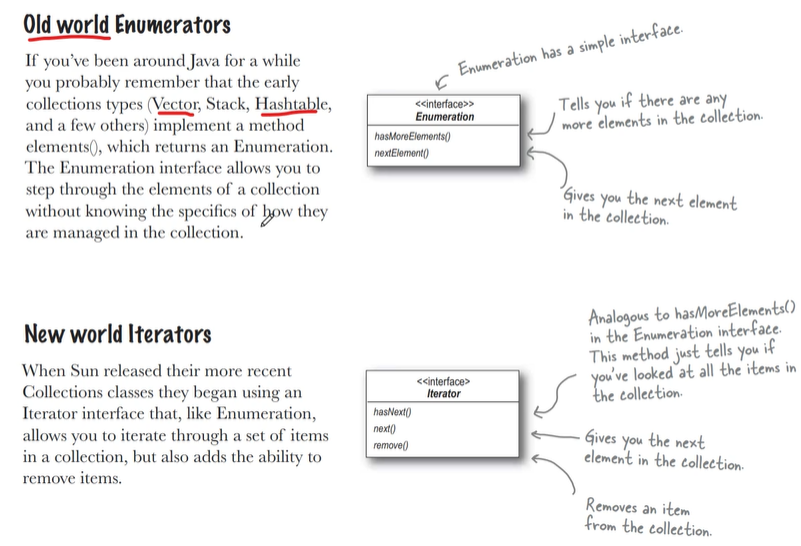 Old world Enumerators
If you've been around Java for a while
you probably remember that the early
collections types (Vector, Stack, Hashtable,
and a few others) implement a method
elements(), which returns an Enumeration.
The Enumeration interface allows you to
step through the elements of a collection
without knowing the specifics of how they
are managed in the collection.
Enumeration has a simple interface.
<<interface>>
Enumeration
hasMoreElements()
nextElement()
Tells you if there are any
more elements in the collection.
Gives you the next element
in the collection.
New world Iterators
When Sun released their more recent
Collections classes they began using an
Iterator interface that, like Enumeration,
allows you to iterate through a set of items
in a collection, but also adds the ability to
remove items.
<<interface>
Iterator
hasNext()
next()
remove()
Analogous to hasMoreElements()
in the Enumeration interface.
This method just tells you if
you've looked at all the items in
the collection.
Gives you the next
element in the collection.
Removes an item
from the collection.